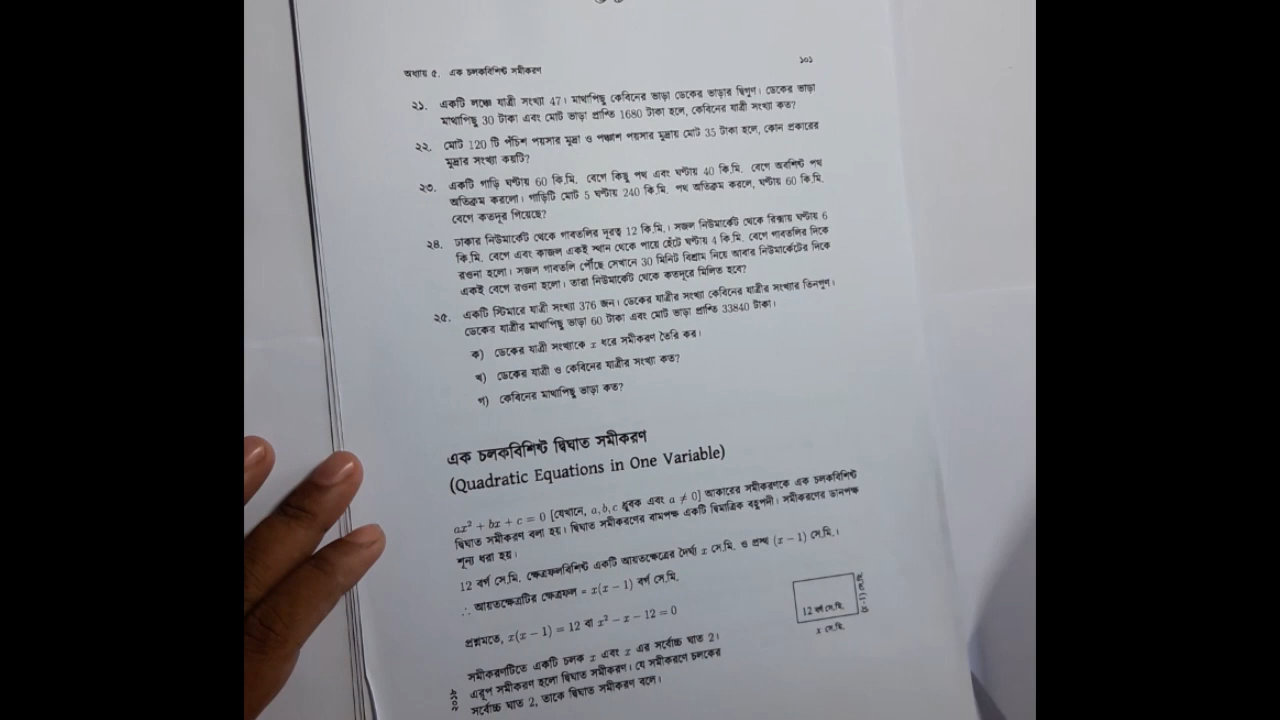 অধ্যায় ৫. এক চলকবিশিষ্ট সমীকরণ
১০১
২১. একটি লঞ্চে যাত্রী সংখ্যা 47। মাথাপিছু কেবিনের ভাড়া ডেকের ভাড়ার দ্বিগুণ। ডেকের ভাড়া
মাথাপিছু 30 টাকা এবং মোট ভাড়া প্রাপ্তি 1680 টাকা হলে, কেবিনের যাত্রী সংখ্যা কত?
২২. মোট 120 টি পঁচিশ পয়সার মুদ্রা ও পঞ্চাশ পয়সার মুদ্রায় মোট 35 টাকা হলে, কোন প্রকারের
মুদ্রার সংখ্যা কয়টি?
২৩. একটি গাড়ি ঘণ্টায় 60 কি.মি. বেগে কিছু পথ এবং ঘণ্টায় 40 কি.মি. বেগে অবশিষ্ট পথ
অতিক্রম করলো। গাড়িটি মোট 5 ঘণ্টায় 240 কি.মি. পথ অতিক্রম করলে, ঘণ্টায় 60 কি.মি.
বেগে কতদূর গিয়েছে?
২৪. ঢাকার নিউমার্কেট থেকে গাবতলির দূরত্ব 12 কি.মি.। সজল নিউমার্কেট থেকে রিক্সায় ঘণ্টায় 6
কি.মি. বেগে এবং কাজল একই স্থান থেকে পায়ে হেঁটে ঘণ্টায় 4 কি.মি. বেগে গাবতলির দিকে
রওনা হলো। সজল গাবতলি পৌঁছে সেখানে 30 মিনিট বিশ্রাম নিয়ে আবার নিউমার্কেটের দিকে
একই বেগে রওনা হলো। তারা নিউমার্কেট থেকে কতদূরে মিলিত হবে?
২৫. একটি স্টিমারে যাত্রী সংখ্যা 376 জন। ডেকের যাত্রীর সংখ্যা কেবিনের যাত্রীর সংখ্যার তিনগুণ।
ডেকের যাত্রীর মাথাপিছু ভাড়া 60 টাকা এবং মোট ভাড়া প্রাপ্তি 33840 টাকা।
ক) ডেকের যাত্রী সংখ্যাকে x ধরে সমীকরণ তৈরি কর।
খ) ডেকের যাত্রী ও কেবিনের যাত্রীর সংখ্যা কত?
গ) কেবিনের মাথাপিছু ভাড়া কত?
এক চলকবিশিষ্ট দ্বিঘাত সমীকরণ
(Quadratic Equations in One Variable)
ax² + bx + c = 0 [যেখানে, a, b, c ধ্রুবক এবং a ≠ 0] আকারের সমীকরণকে এক চলকবিশিষ্ট
দ্বিঘাত সমীকরণ বলা হয়। দ্বিঘাত সমীকরণের বামপক্ষ একটি দ্বিমাত্রিক বহুপদী। সমীকরণের ডানপক্ষ
শূন্য ধরা হয়।
12 বর্গ সে.মি. ক্ষেত্রফলবিশিষ্ট একটি আয়তক্ষেত্রের দৈর্ঘ্য x সে.মি. ও প্রস্থ (x − 1) সে.মি.।
∴ আয়তক্ষেত্রটির ক্ষেত্রফল = x(x − 1) বর্গ সে.মি.
প্রশ্নমতে, x(x − 1) = 12 বা x² − x − 12 = 0
12 বর্গ সে.মি.
(x−1) সে.মি.
x সে.মি.
সমীকরণটিতে একটি চলক x এবং x এর সর্বোচ্চ ঘাত 2।
এরূপ সমীকরণ হলো দ্বিঘাত সমীকরণ। যে সমীকরণে চলকের
সর্বোচ্চ ঘাত 2, তাকে দ্বিঘাত সমীকরণ বলে।